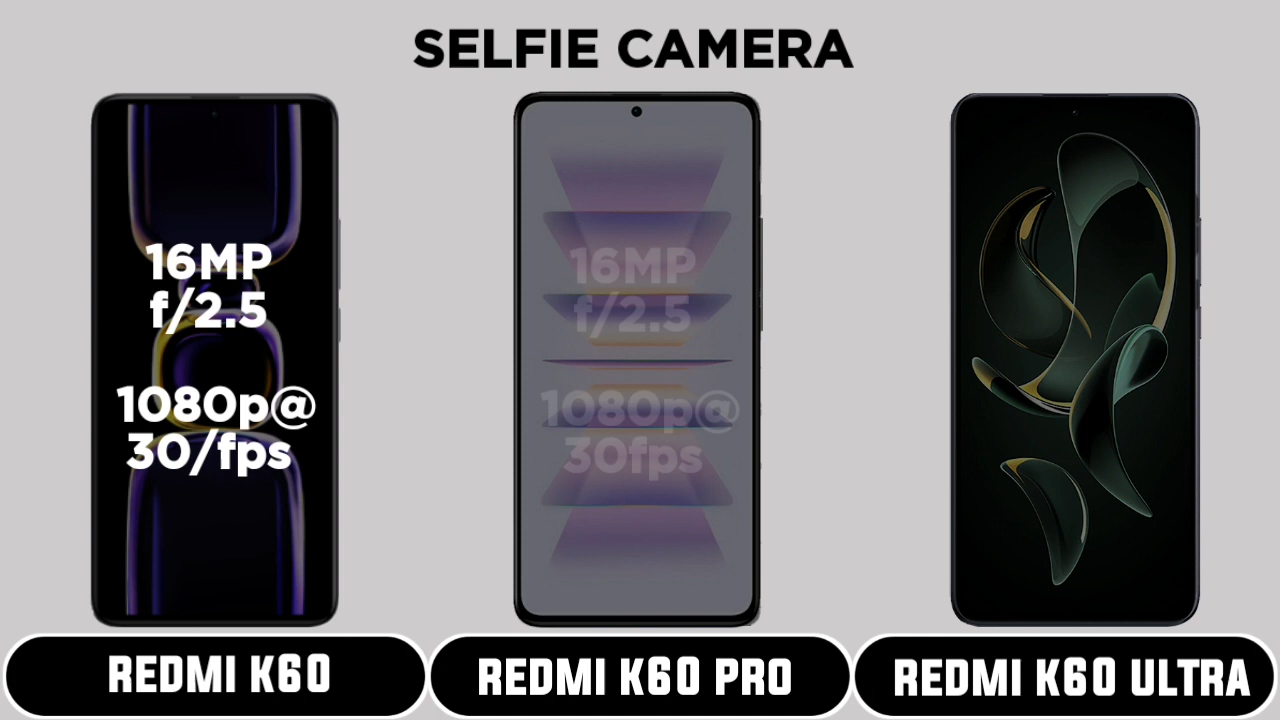 SELFIE CAMERA
16MP
f/2.5
1080p@
30/fps
16MP
f/2.5
1080p@
30fps
REDMI K60
REDMI K60 PRO
REDMI K60 ULTRA